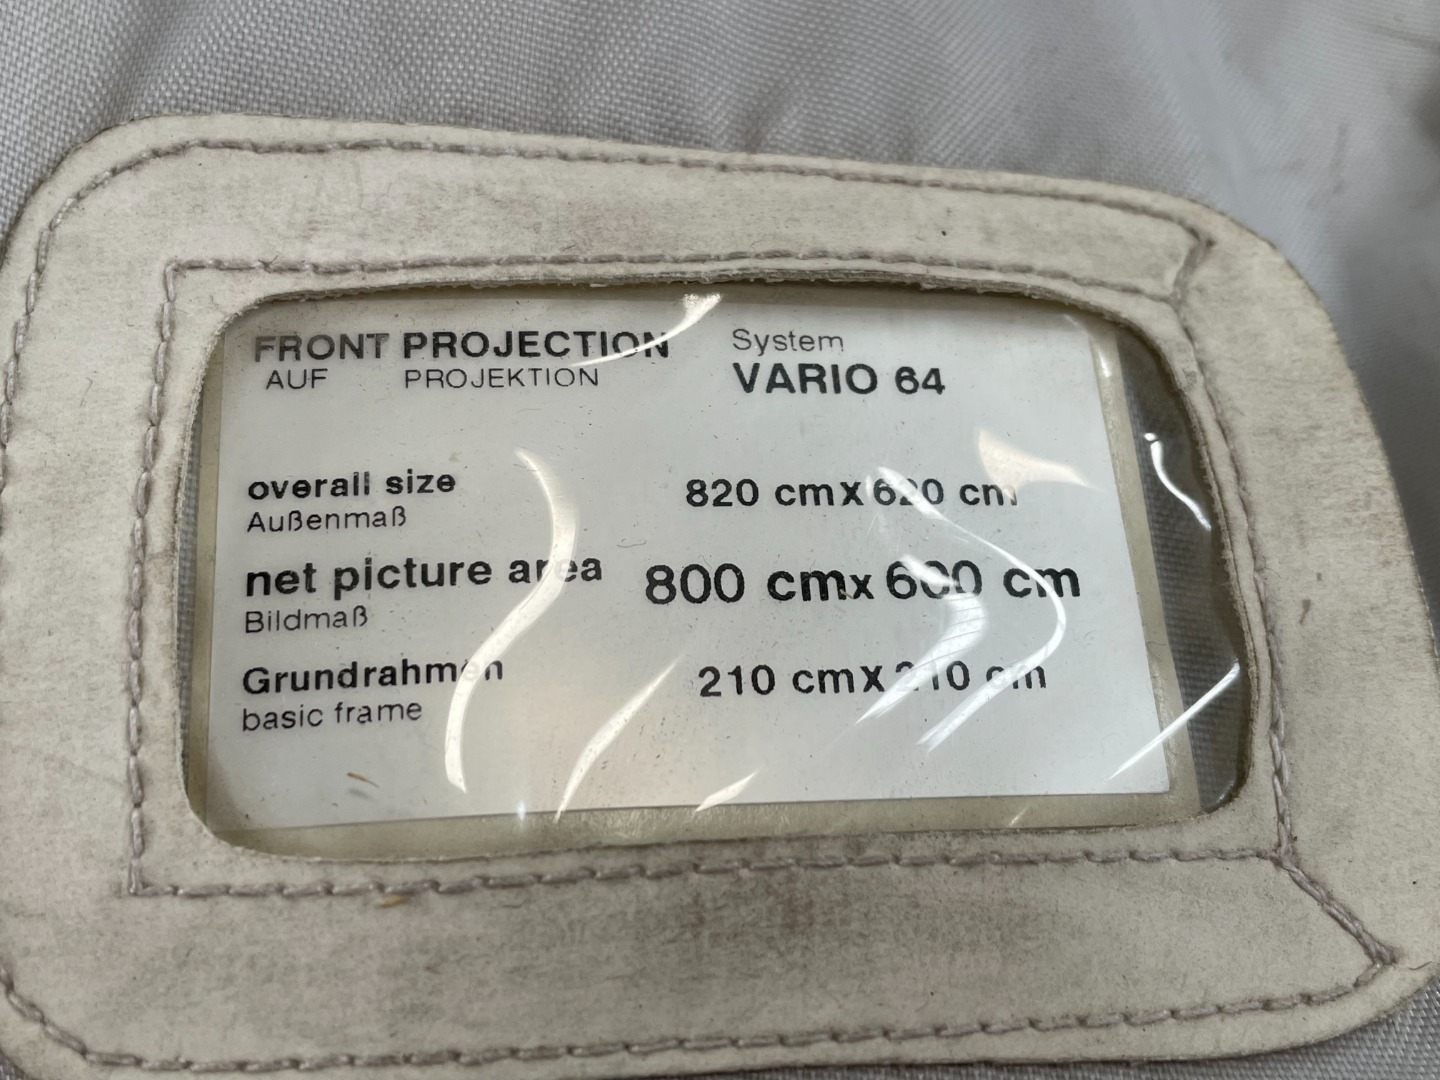 FRONT PROJECTION
AUF PROJEKTION
System
VARIO 64
overall size 820 cm x 620 cm
Außenmaß
net picture area 800 cm x 600 cm
Bildmaß
Grundrahmen 210 cm x 210 cm
basic frame